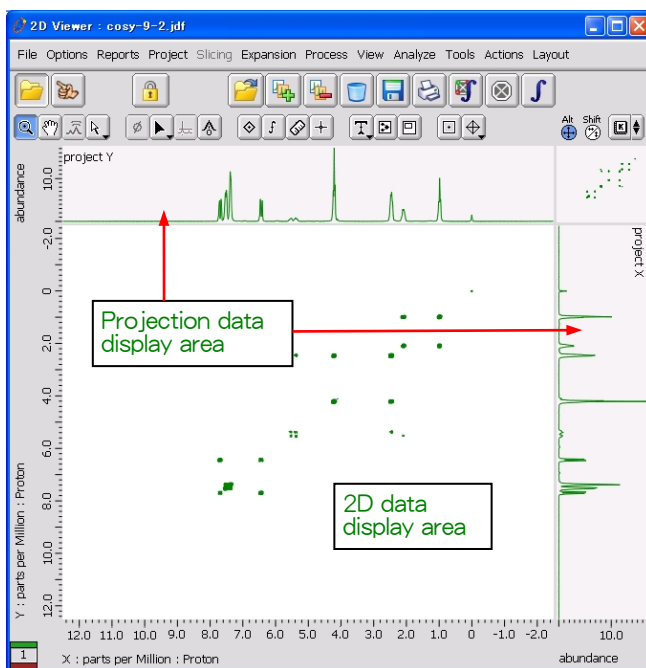 2D Viewer : cosy-9-2.jdf
File Options Reports Project Slicing Expansion Process View Analyze Tools Actions Layout
Alt Shift
project Y
abundance
10.0
project X
-2.0
0
2.0
4.0
6.0
8.0
10.0
12.0
Y : parts per Million : Proton
Projection data
display area
2D data
display area
12.0 11.0 10.0 9.0 8.0 7.0 6.0 5.0 4.0 3.0 2.0 1.0 0 -1.0 -2.0
10.0
1
X : parts per Million : Proton
abundance